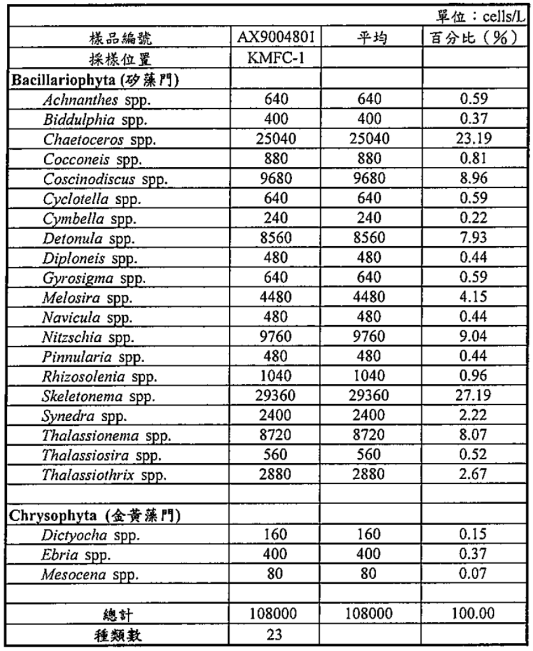 單位：cells/L
樣品編號 AX9004801 平均 百分比（%）
採樣位置 KMFC-1
Bacillariophyta (矽藻門)
Achnanthes spp. 640 640 0.59
Biddulphia spp. 400 400 0.37
Chaetoceros spp. 25040 25040 23.19
Cocconeis spp. 880 880 0.81
Coscinodiscus spp. 9680 9680 8.96
Cyclotella spp. 640 640 0.59
Cymbella spp. 240 240 0.22
Detonula spp. 8560 8560 7.93
Diploneis spp. 480 480 0.44
Gyrosigma spp. 640 640 0.59
Melosira spp. 4480 4480 4.15
Navicula spp. 480 480 0.44
Nitzschia spp. 9760 9760 9.04
Pinnularia spp. 480 480 0.44
Rhizosolenia spp. 1040 1040 0.96
Skeletonema spp. 29360 29360 27.19
Synedra spp. 2400 2400 2.22
Thalassionema spp. 8720 8720 8.07
Thalassiosira spp. 560 560 0.52
Thalassiothrix spp. 2880 2880 2.67
Chrysophyta (金黃藻門)
Dictyocha spp. 160 160 0.15
Ebria spp. 400 400 0.37
Mesocena spp. 80 80 0.07
總計 108000 108000 100.00
種類數 23